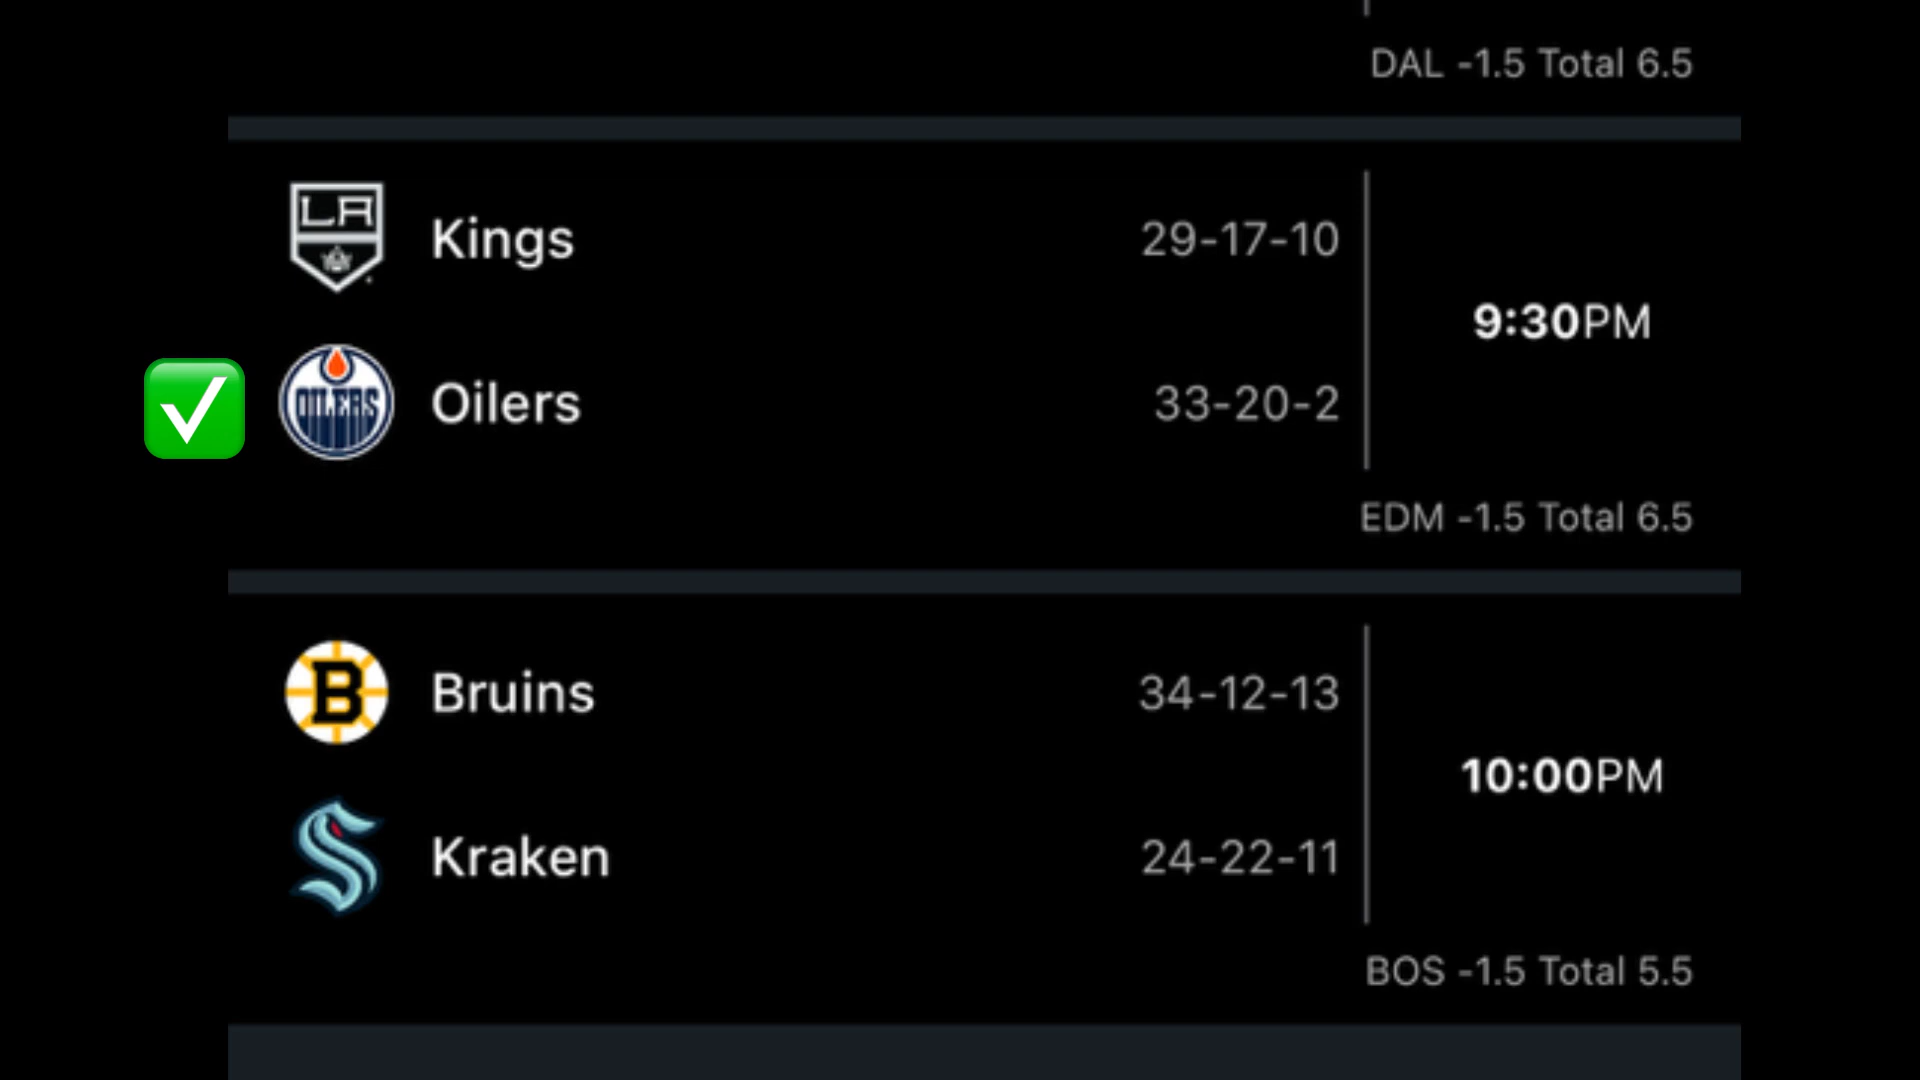 DAL -1.5 Total 6.5
LA
Kings
29-17-10
9:30PM
OILERS
Oilers
33-20-2
EDM -1.5 Total 6.5
B
Bruins
34-12-13
10:00PM
S
Kraken
24-22-11
BOS -1.5 Total 5.5